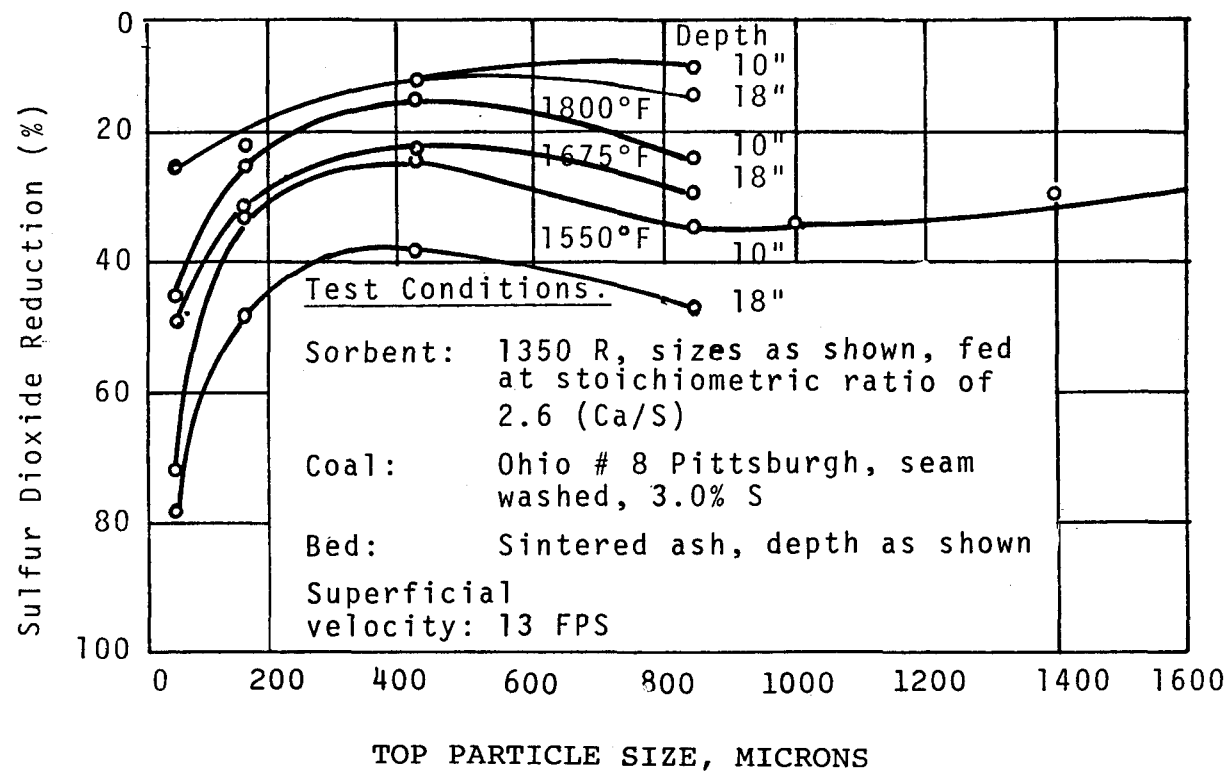 Sulfur Dioxide Reduction (%)
0
20
40
60
80
100
Depth
10"
18"
1800°F
10"
1675°F
18"
1550°F
10"
18"
Test Conditions.
Sorbent: 1350 R, sizes as shown, fed
at stoichiometric ratio of
2.6 (Ca/S)
Coal: Ohio # 8 Pittsburgh, seam
washed, 3.0% S
Bed: Sintered ash, depth as shown
Superficial
velocity: 13 FPS
0 200 400 600 800 1000 1200 1400 1600
TOP PARTICLE SIZE, MICRONS